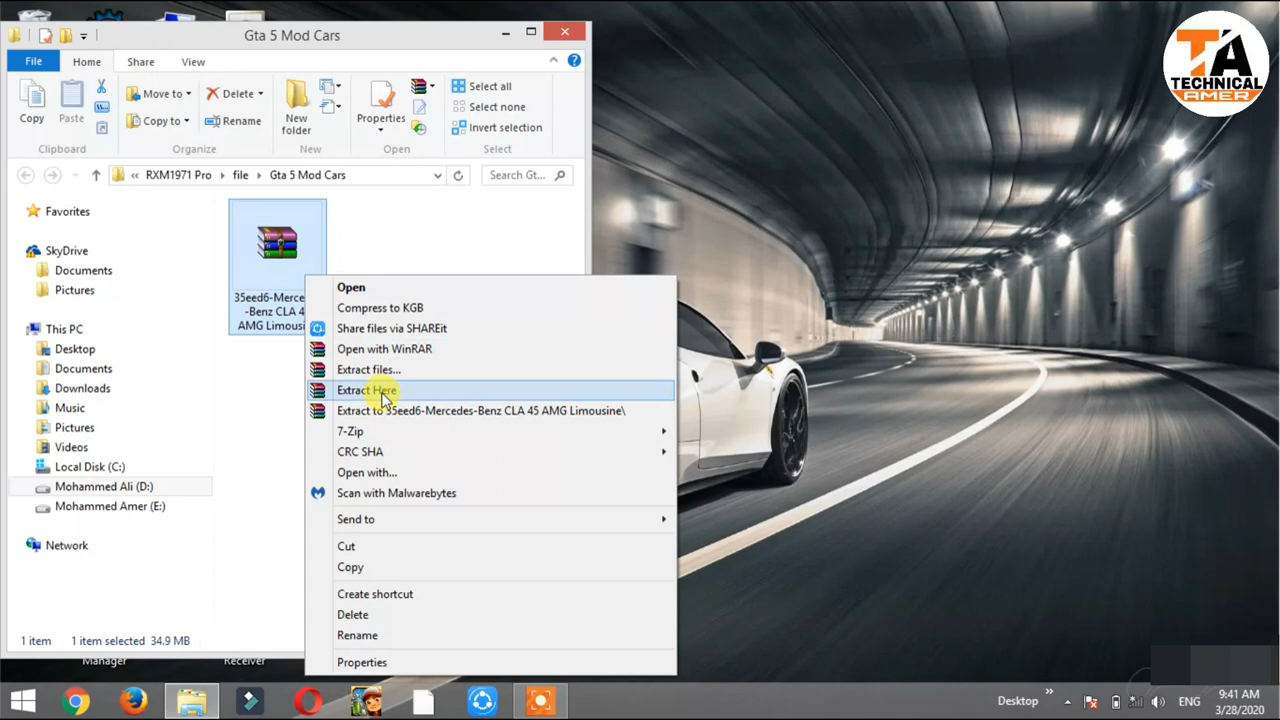 Gta 5 Mod Cars
File
Home
Share
View
Copy
Paste
Move to
Copy to
Delete
Rename
New
folder
Properties
Select all
Select none
Invert selection
Clipboard
Organize
New
Open
Select
RXM1971 Pro
file
Gta 5 Mod Cars
Search Gt...
Favorites
SkyDrive
Documents
Pictures
This PC
Desktop
Documents
Downloads
Music
Pictures
Videos
Local Disk (C:)
Mohammed Ali (D:)
Mohammed Amer (E:)
Network
35eed6-Merce
-Benz CLA 4
AMG Limousi
Open
Compress to KGB
Share files via SHAREit
Open with WinRAR
Extract files...
Extract Here
Extract to 35eed6-Mercedes-Benz CLA 45 AMG Limousine\
7-Zip
CRC SHA
Open with...
Scan with Malwarebytes
Send to
Cut
Copy
Create shortcut
Delete
Rename
Properties
1 item
1 item selected 34.9 MB
Manager
Receiver
TA
TECHNICAL
AMER
Desktop
ENG
9:41 AM
3/28/2020